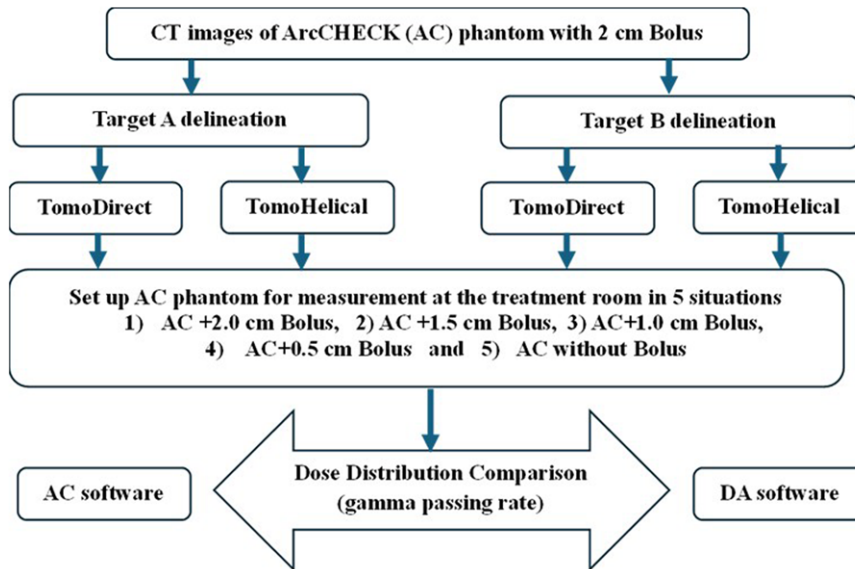 CT images of ArcCHECK (AC) phantom with 2 cm Bolus
Target A delineation
Target B delineation
TomoDirect
TomoHelical
TomoDirect
TomoHelical
Set up AC phantom for measurement at the treatment room in 5 situations
1) AC +2.0 cm Bolus, 2) AC +1.5 cm Bolus, 3) AC+1.0 cm Bolus,
4) AC+0.5 cm Bolus and 5) AC without Bolus
Dose Distribution Comparison
(gamma passing rate)
AC software
DA software